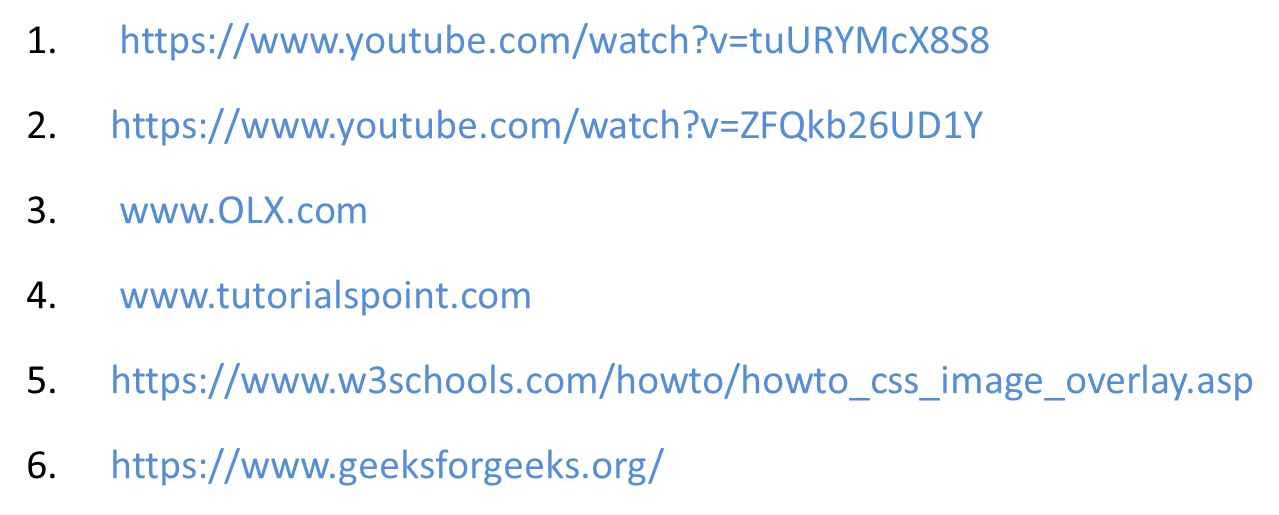 1. https://www.youtube.com/watch?v=tuURYMcX8S8
2. https://www.youtube.com/watch?v=ZFQkb26UD1Y
3. www.OLX.com
4. www.tutorialspoint.com
5. https://www.w3schools.com/howto/howto_css_image_overlay.asp
6. https://www.geeksforgeeks.org/